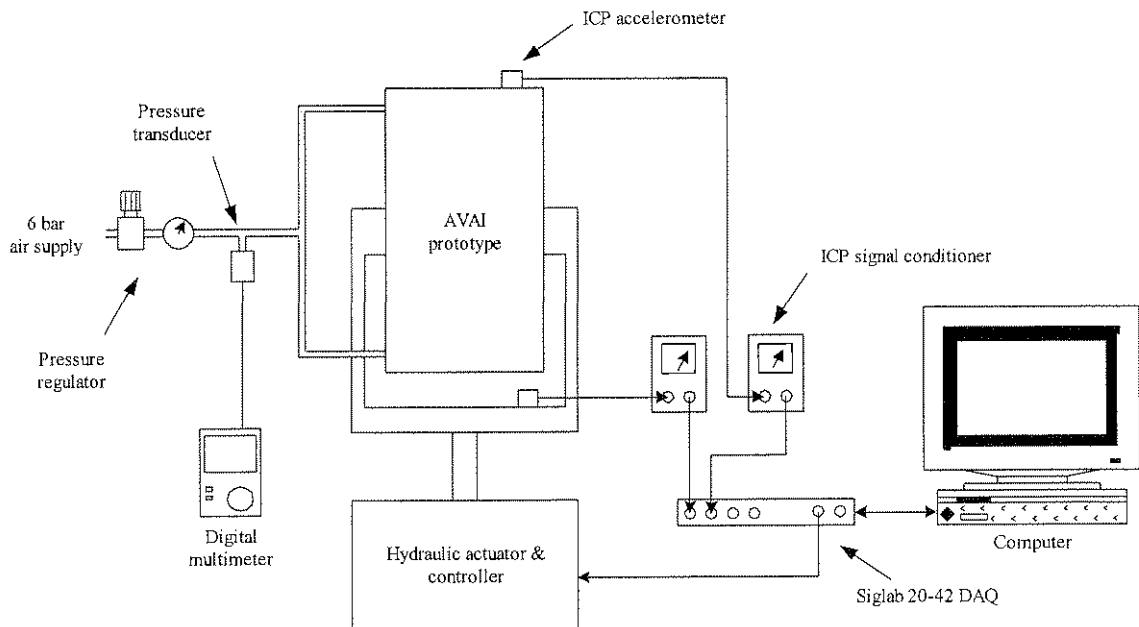 ICP accelerometer
Pressure
transducer
6 bar
air supply
AVAI
prototype
ICP signal conditioner
Pressure
regulator
Digital
multimeter
Hydraulic actuator &
controller
Computer
Siglab 20-42 DAQ